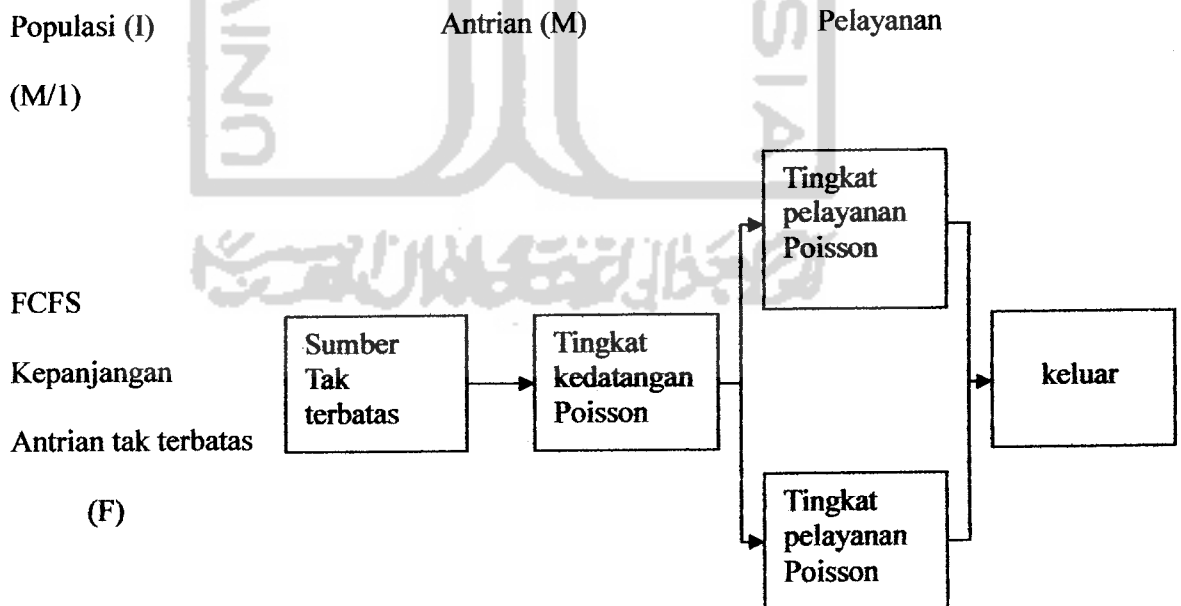 Populasi (I) Antrian (M) Pelayanan
(M/1)
Tingkat
pelayanan
Poisson
FCFS
Kepanjangan
Antrian tak terbatas
(F)
Sumber
Tak
terbatas
Tingkat
kedatangan
Poisson
keluar
Tingkat
pelayanan
Poisson